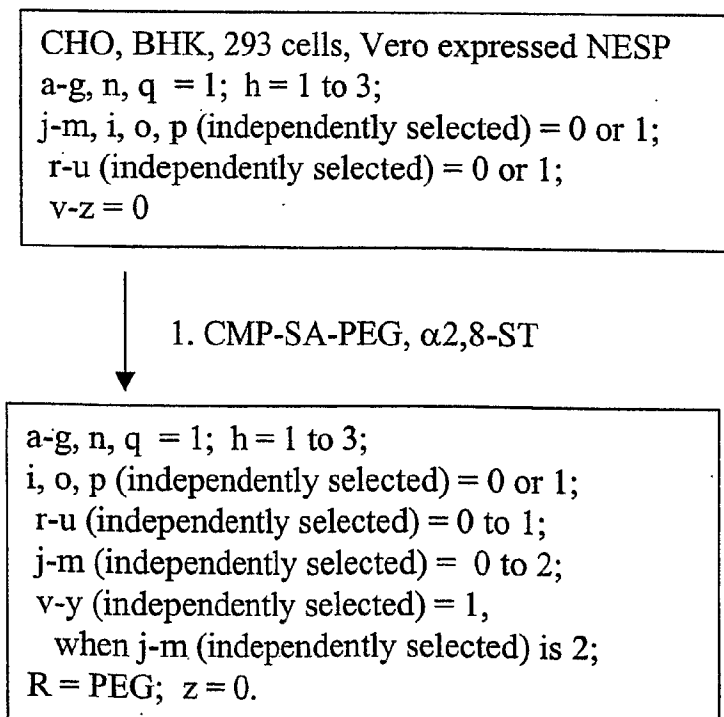 CHO, BHK, 293 cells, Vero expressed NESP
a-g, n, q = 1; h = 1 to 3;
j-m, i, o, p (independently selected) = 0 or 1;
r-u (independently selected) = 0 or 1;
v-z = 0
1. CMP-SA-PEG, α2,8-ST
a-g, n, q = 1; h = 1 to 3;
i, o, p (independently selected) = 0 or 1;
r-u (independently selected) = 0 to 1;
j-m (independently selected) = 0 to 2;
v-y (independently selected) = 1,
when j-m (independently selected) is 2;
R = PEG; z = 0.